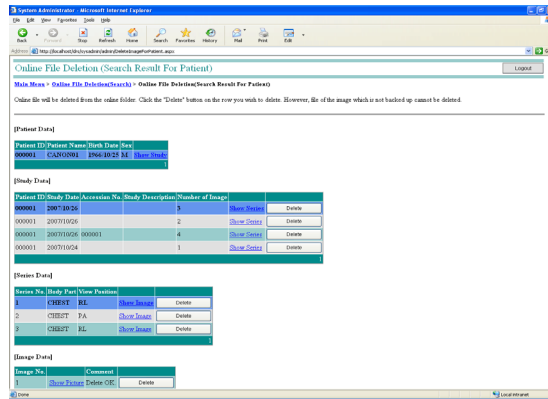 System Administrator - Microsoft Internet Explorer
File Edit View Favorites Tools Help
Back Forward Stop Refresh Home Search Favorites History Mail Print Edit
Address http://localhost/drs/sysadmin/admin/DeleteImageForPatient.aspx
Online File Deletion (Search Result For Patient) Logout
Main Menu > Online File Deletion(Search) > Online File Deletion(Search Result For Patient)
Online file will be deleted from the online folder. Click the "Delete" button on the row you wish to delete. However, file of the image which is not backed up cannot be deleted.
[Patient Data]
Patient ID Patient Name Birth Date Sex
000001 CANON01 1966/10/25 M Show Study
1
[Study Data]
Patient ID Study Date Accession No. Study Description Number of Image
000001 2007/10/26 3 Show Series Delete
000001 2007/10/26 2 Show Series Delete
000001 2007/10/26 000001 4 Show Series Delete
000001 2007/10/24 1 Show Series Delete
1
[Series Data]
Series No. Body Part View Position
1 CHEST RL Show Image Delete
2 CHEST PA Show Image Delete
3 CHEST RL Show Image Delete
1
[Image Data]
Image No. Comment
1 Show Picture Delete OK. Delete
Done Local intranet